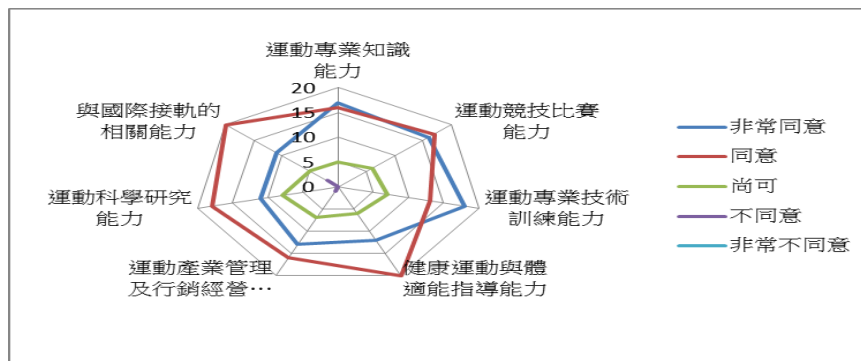 運動專業知識
能力
20
15
10
5
0
運動競技比賽
能力
運動專業技術
訓練能力
健康運動與體
適能指導能力
運動產業管理
及行銷經營…
運動科學研究
能力
與國際接軌的
相關能力
非常同意
同意
尚可
不同意
非常不同意